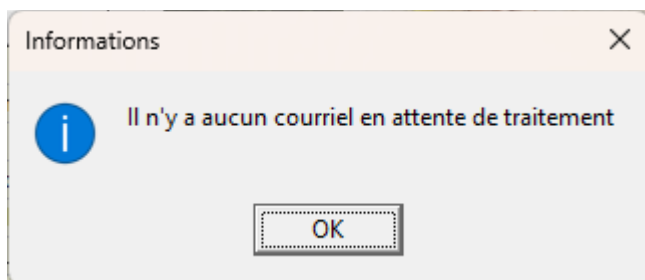 Informations
Il n'y a aucun courriel en attente de traitement
OK